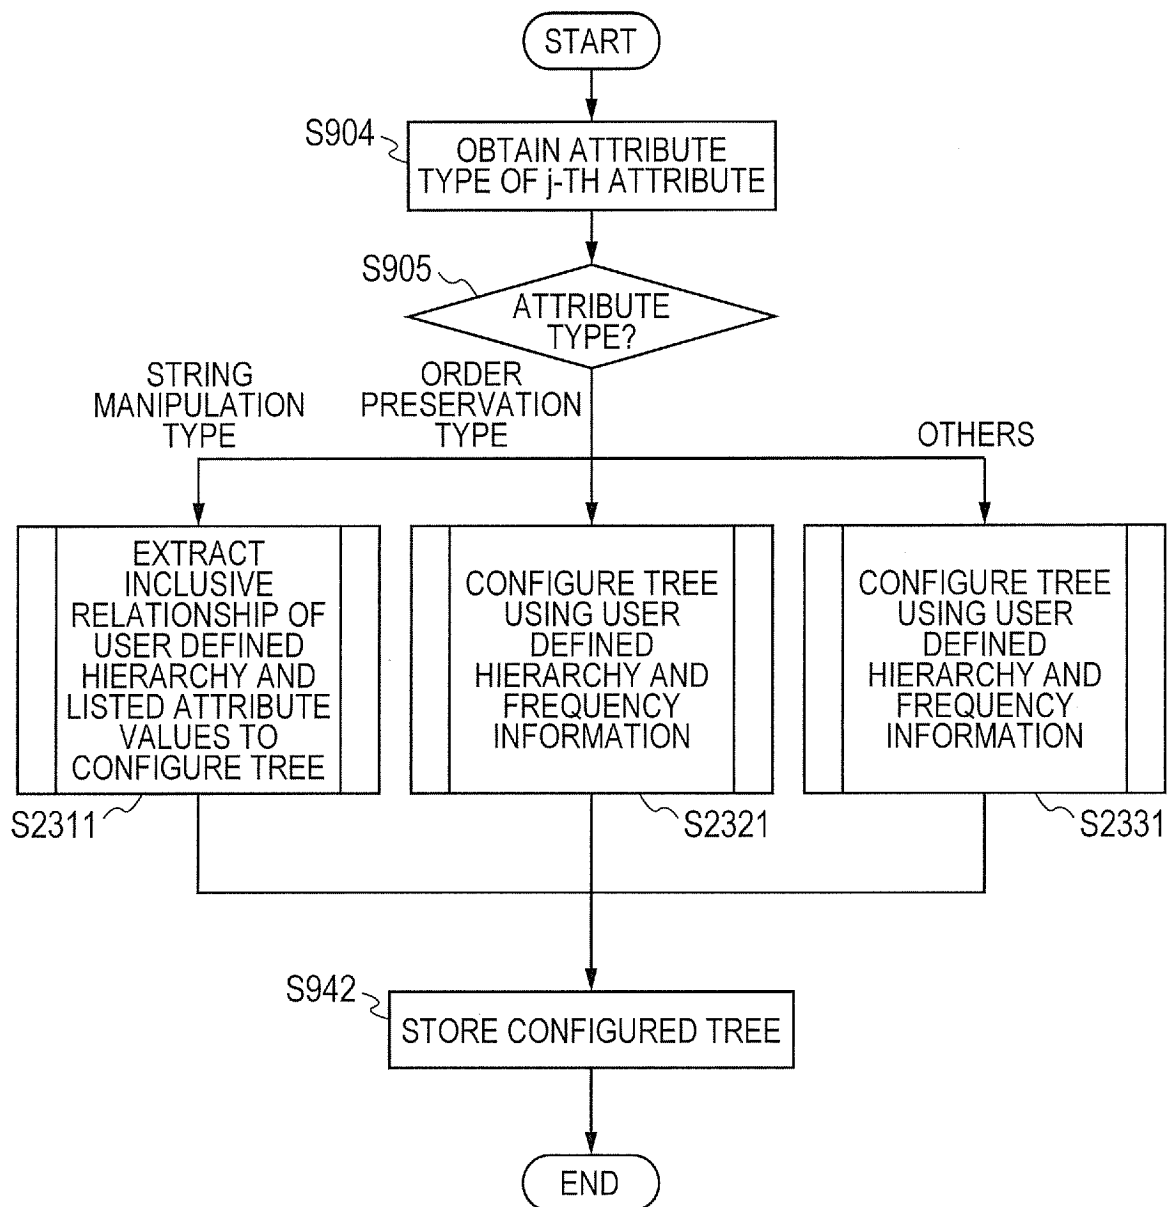 START
S904
OBTAIN ATTRIBUTE
TYPE OF j-TH ATTRIBUTE
S905
ATTRIBUTE
TYPE?
STRING
MANIPULATION
TYPE
ORDER
PRESERVATION
TYPE
OTHERS
EXTRACT
INCLUSIVE
RELATIONSHIP OF
USER DEFINED
HIERARCHY AND
LISTED ATTRIBUTE
VALUES TO
CONFIGURE TREE
S2311
CONFIGURE TREE
USING USER
DEFINED
HIERARCHY AND
FREQUENCY
INFORMATION
S2321
CONFIGURE TREE
USING USER
DEFINED
HIERARCHY AND
FREQUENCY
INFORMATION
S2331
S942
STORE CONFIGURED TREE
END